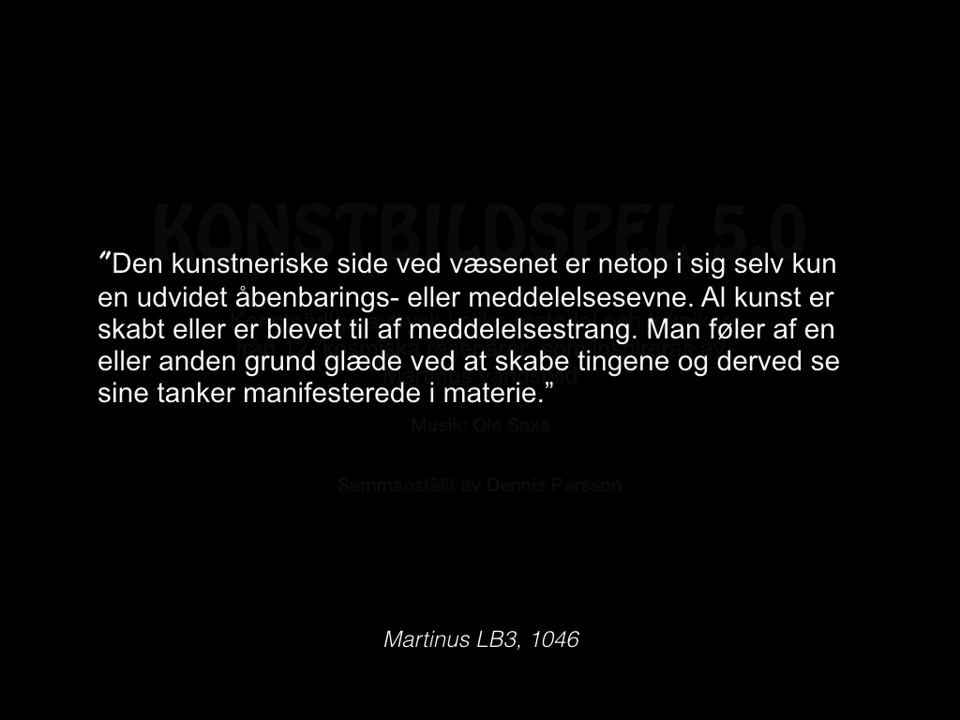 KONSTBILDSPEL 5.0
”Den kunstneriske side ved væsenet er netop i sig selv kun
en udvidet åbenbarings- eller meddelelsesevne. Al kunst er
skabt eller er blevet til af meddelelsestrang. Man føler af en
eller anden grund glæde ved at skabe tingene og derved se
sine tanker manifesterede i materie.”
Musik: Ole Saxe
Sammanställt av Dennis Persson
Martinus LB3, 1046